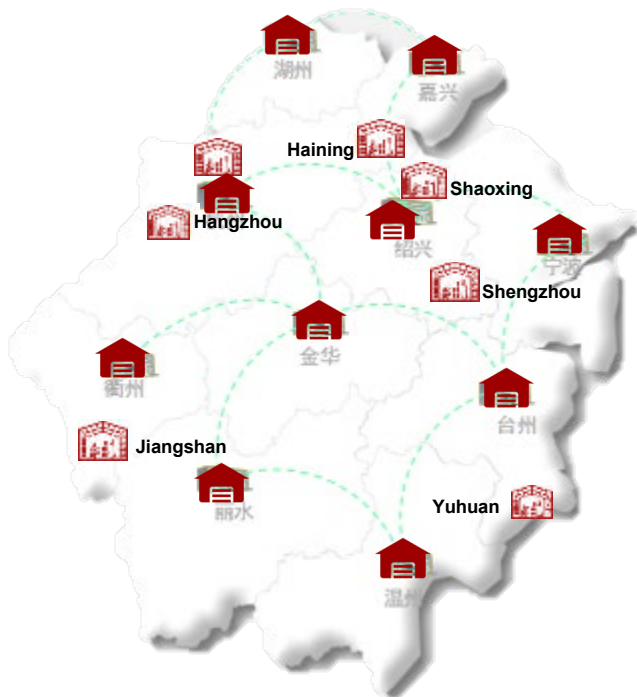 湖州
嘉兴
Haining
Shaoxing
Hangzhou
绍兴
宁波
Shengzhou
金华
衢州
台州
Jiangshan
丽水
Yuhuan
温州